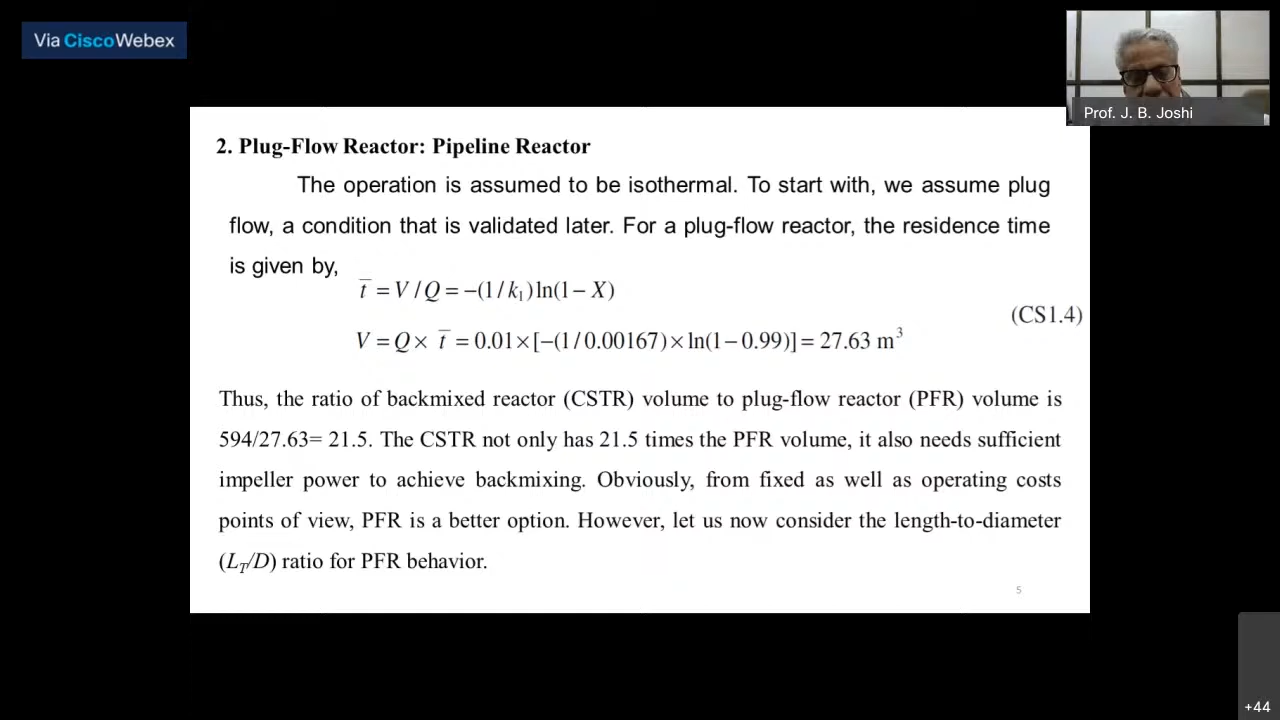 Via Cisco Webex
Prof. J. B. Joshi
2. Plug-Flow Reactor: Pipeline Reactor
The operation is assumed to be isothermal. To start with, we assume plug
flow, a condition that is validated later. For a plug-flow reactor, the residence time
is given by,
t̄ = V / Q = −(1 / k₁) ln(1 − X)
(CS1.4)
V = Q × t̄ = 0.01 × [−(1 / 0.00167) × ln(1 − 0.99)] = 27.63 m³
Thus, the ratio of backmixed reactor (CSTR) volume to plug-flow reactor (PFR) volume is
594/27.63= 21.5. The CSTR not only has 21.5 times the PFR volume, it also needs sufficient
impeller power to achieve backmixing. Obviously, from fixed as well as operating costs
points of view, PFR is a better option. However, let us now consider the length-to-diameter
(L_T/D) ratio for PFR behavior.
5
+44